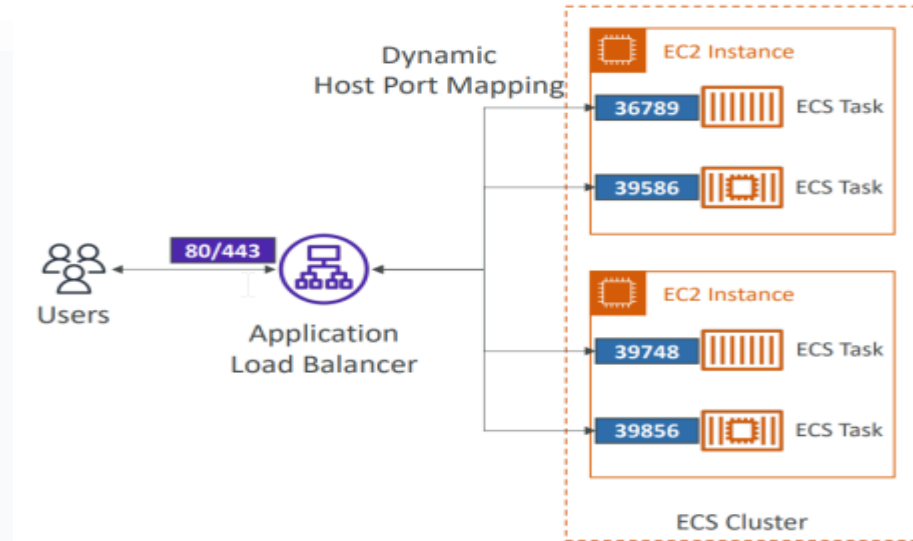 Dynamic
Host Port Mapping
EC2 Instance
36789
ECS Task
39586
ECS Task
80/443
Users
Application
Load Balancer
EC2 Instance
39748
ECS Task
39856
ECS Task
ECS Cluster